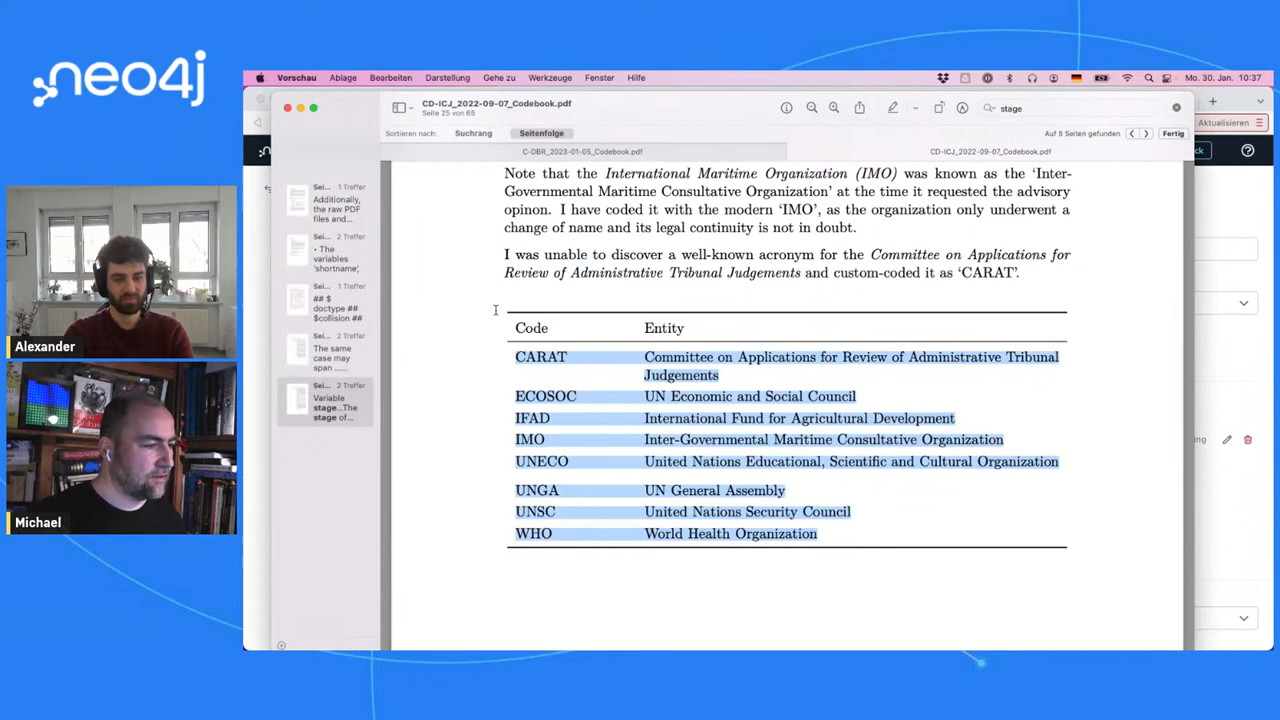 neo4j
Vorschau Ablage Bearbeiten Darstellung Gehe zu Werkzeuge Fenster Hilfe Mo. 30. Jan. 10:37
CD-ICJ_2022-09-07_Codebook.pdf
Seite 25 von 65
stage
Aktualisieren
Sortieren nach: Suchrang Seitenfolge Auf 5 Seiten gefunden Fertig
C-DBR_2023-01-05_Codebook.pdf CD-ICJ_2022-09-07_Codebook.pdf
Sei... 1 Treffer
Additionally,
the raw PDF
files and...
Sei... 2 Treffer
• The
variables
'shortname',
Sei... 2 Treffer
## $
doctype ##
$collision ##
Sei... 2 Treffer
The same
case may
span ......
Sei... 2 Treffer
Variable
stage...The
stage of...
Note that the International Maritime Organization (IMO) was known as the ‘Inter-
Governmental Maritime Consultative Organization’ at the time it requested the advisory
opinon. I have coded it with the modern ‘IMO’, as the organization only underwent a
change of name and its legal continuity is not in doubt.
I was unable to discover a well-known acronym for the Committee on Applications for
Review of Administrative Tribunal Judgements and custom-coded it as ‘CARAT’.
Code Entity
CARAT Committee on Applications for Review of Administrative Tribunal
Judgements
ECOSOC UN Economic and Social Council
IFAD International Fund for Agricultural Development
IMO Inter-Governmental Maritime Consultative Organization
UNECO United Nations Educational, Scientific and Cultural Organization
UNGA UN General Assembly
UNSC United Nations Security Council
WHO World Health Organization
Alexander
Michael